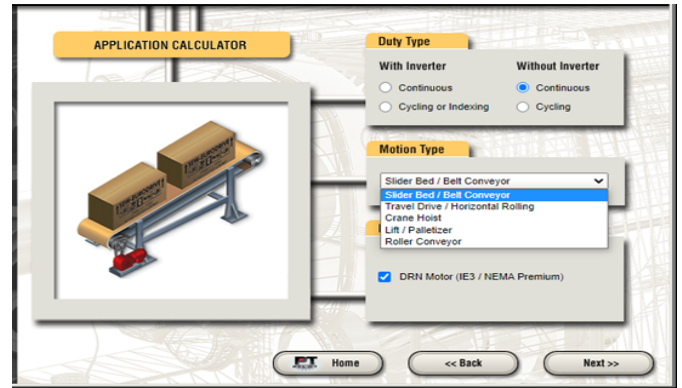 APPLICATION CALCULATOR
Duty Type
With Inverter
Without Inverter
Continuous
Continuous
Cycling or Indexing
Cycling
Motion Type
Slider Bed / Belt Conveyor
Slider Bed / Belt Conveyor
Travel Drive / Horizontal Rolling
Crane Hoist
Lift / Palletizer
Roller Conveyor
DRN Motor (IE3 / NEMA Premium)
PT Home
<< Back
Next >>